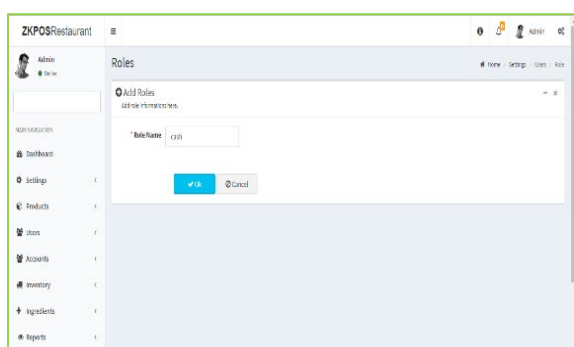 ZKPOSRestaurant
Admin
Admin
Online
Roles
Home > Settings > Users > Role
Add Roles
Add role informations here.
*Role Name
cash
Ok
Cancel
MAIN NAVIGATION
Dashboard
Settings
Products
Users
Accounts
Inventory
Ingredients
Reports